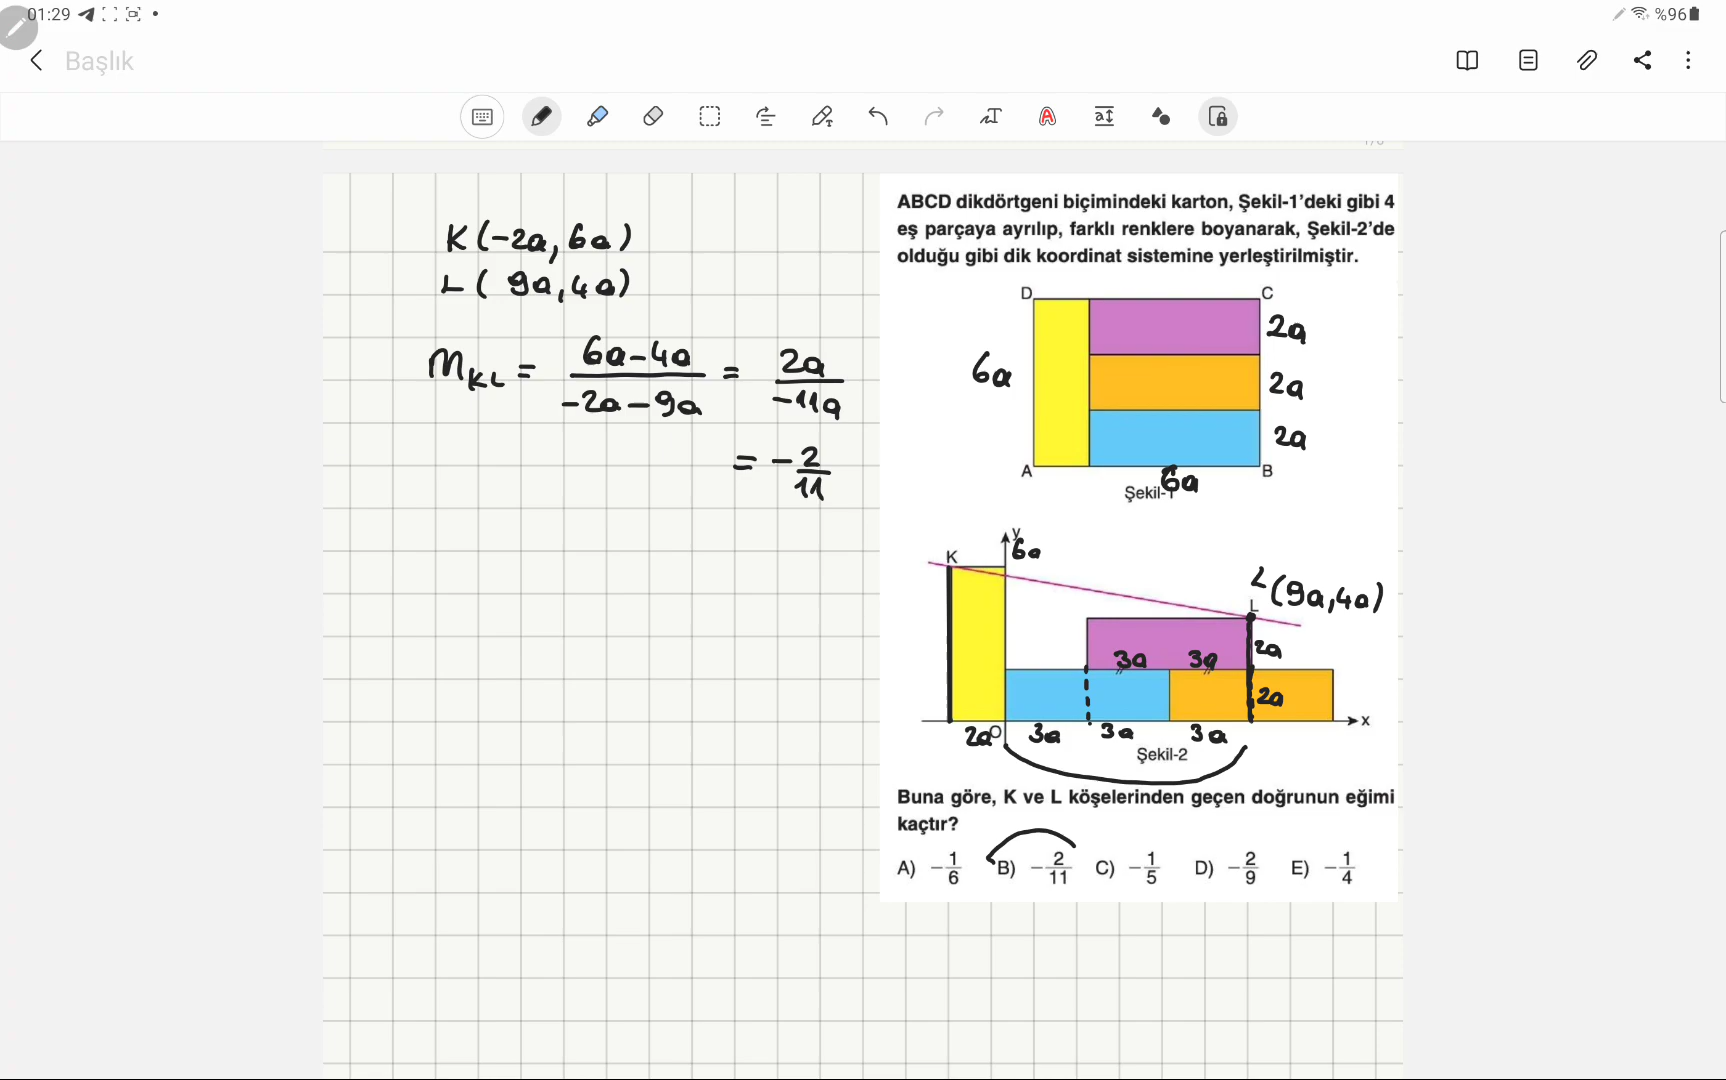 01:29
%96
Başlık
K(-2a, 6a)
L( 9a, 4a)
mKL = 6a-4a / -2a-9a = 2a / -11a
= -2/11
ABCD dikdörtgeni biçimindeki karton, Şekil-1'deki gibi 4
eş parçaya ayrılıp, farklı renklere boyanarak, Şekil-2'de
olduğu gibi dik koordinat sistemine yerleştirilmiştir.
D C
2a
6a 2a
2a
A B
6a
Şekil-1
y
K 6a
L(9a,4a)
L
3a 3a 2a
2a
x
2a O 3a 3a 3a
Şekil-2
Buna göre, K ve L köşelerinden geçen doğrunun eğimi
kaçtır?
A) -1/6 B) -2/11 C) -1/5 D) -2/9 E) -1/4